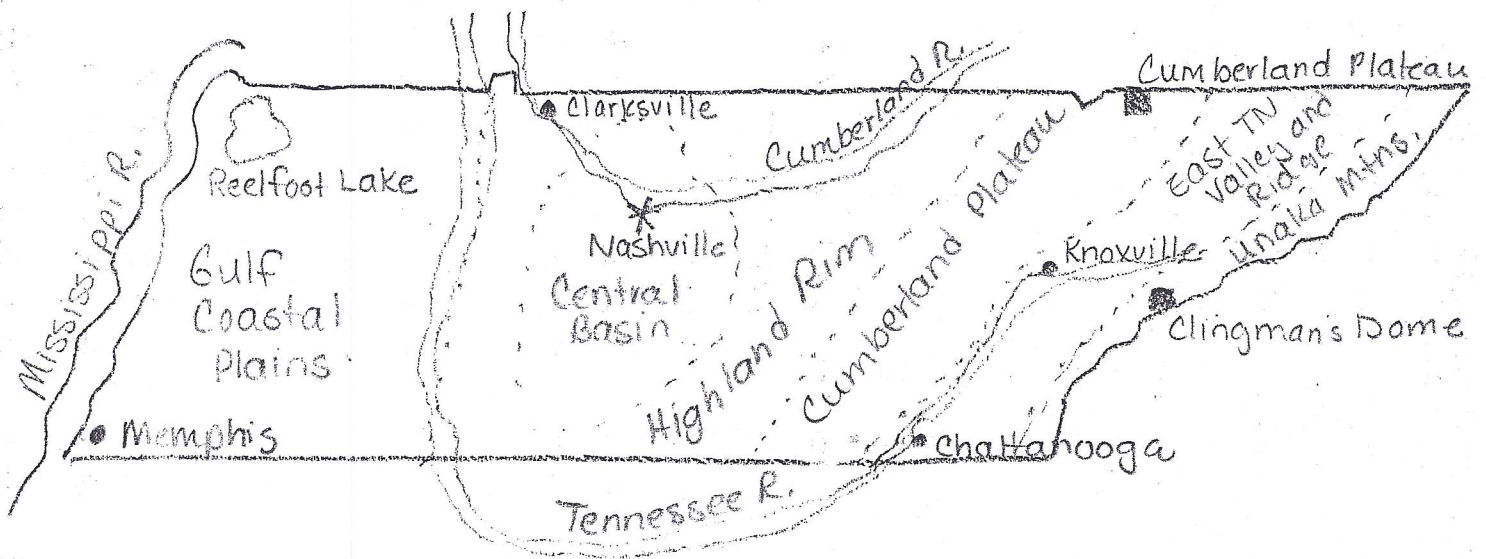 Cumberland Plateau
Clarksville
Cumberland R.
Mississippi R.
Reelfoot Lake
East TN
Valley and
Ridge
Unaka Mtns.
Nashville
Knoxville
Gulf
Coastal
Plains
Central
Basin
Highland Rim
Cumberland Plateau
Clingman's Dome
Memphis
Chattanooga
Tennessee R.